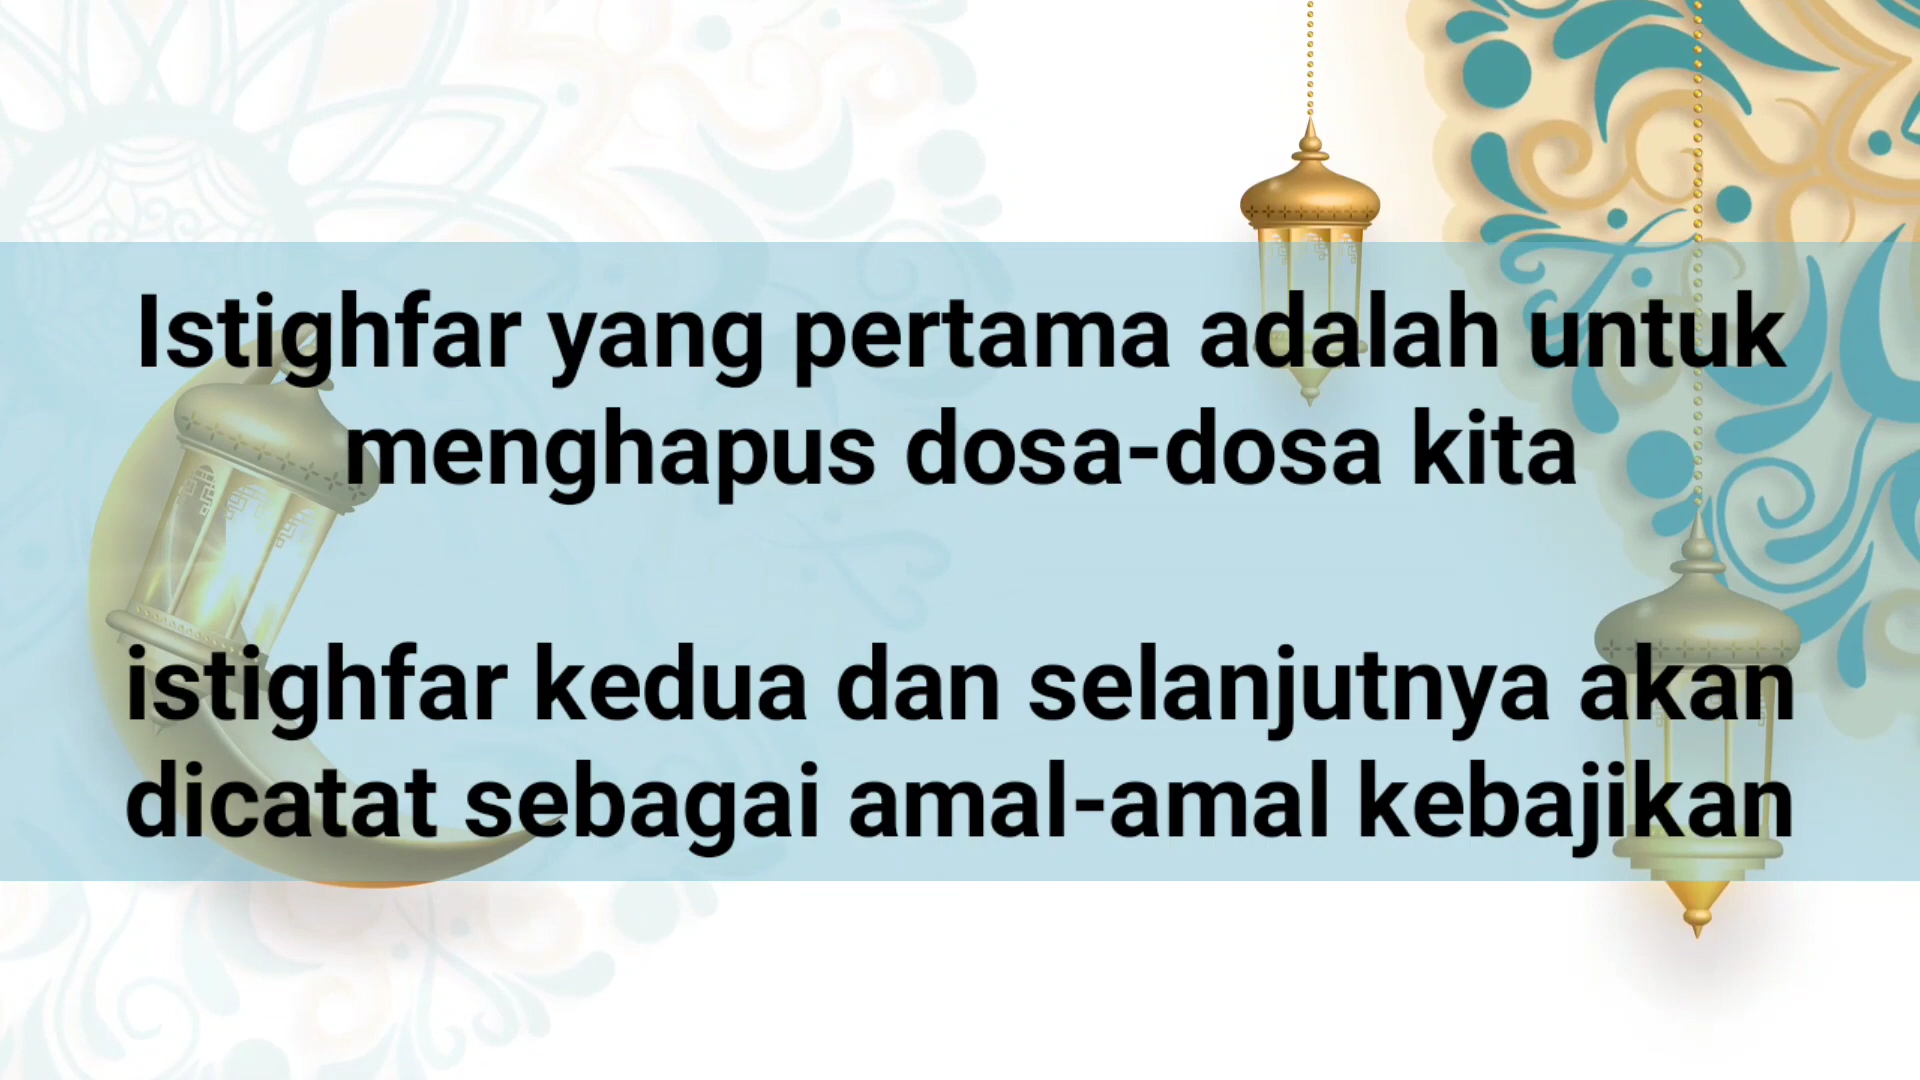 Istighfar yang pertama adalah untuk
menghapus dosa-dosa kita
istighfar kedua dan selanjutnya akan
dicatat sebagai amal-amal kebajikan